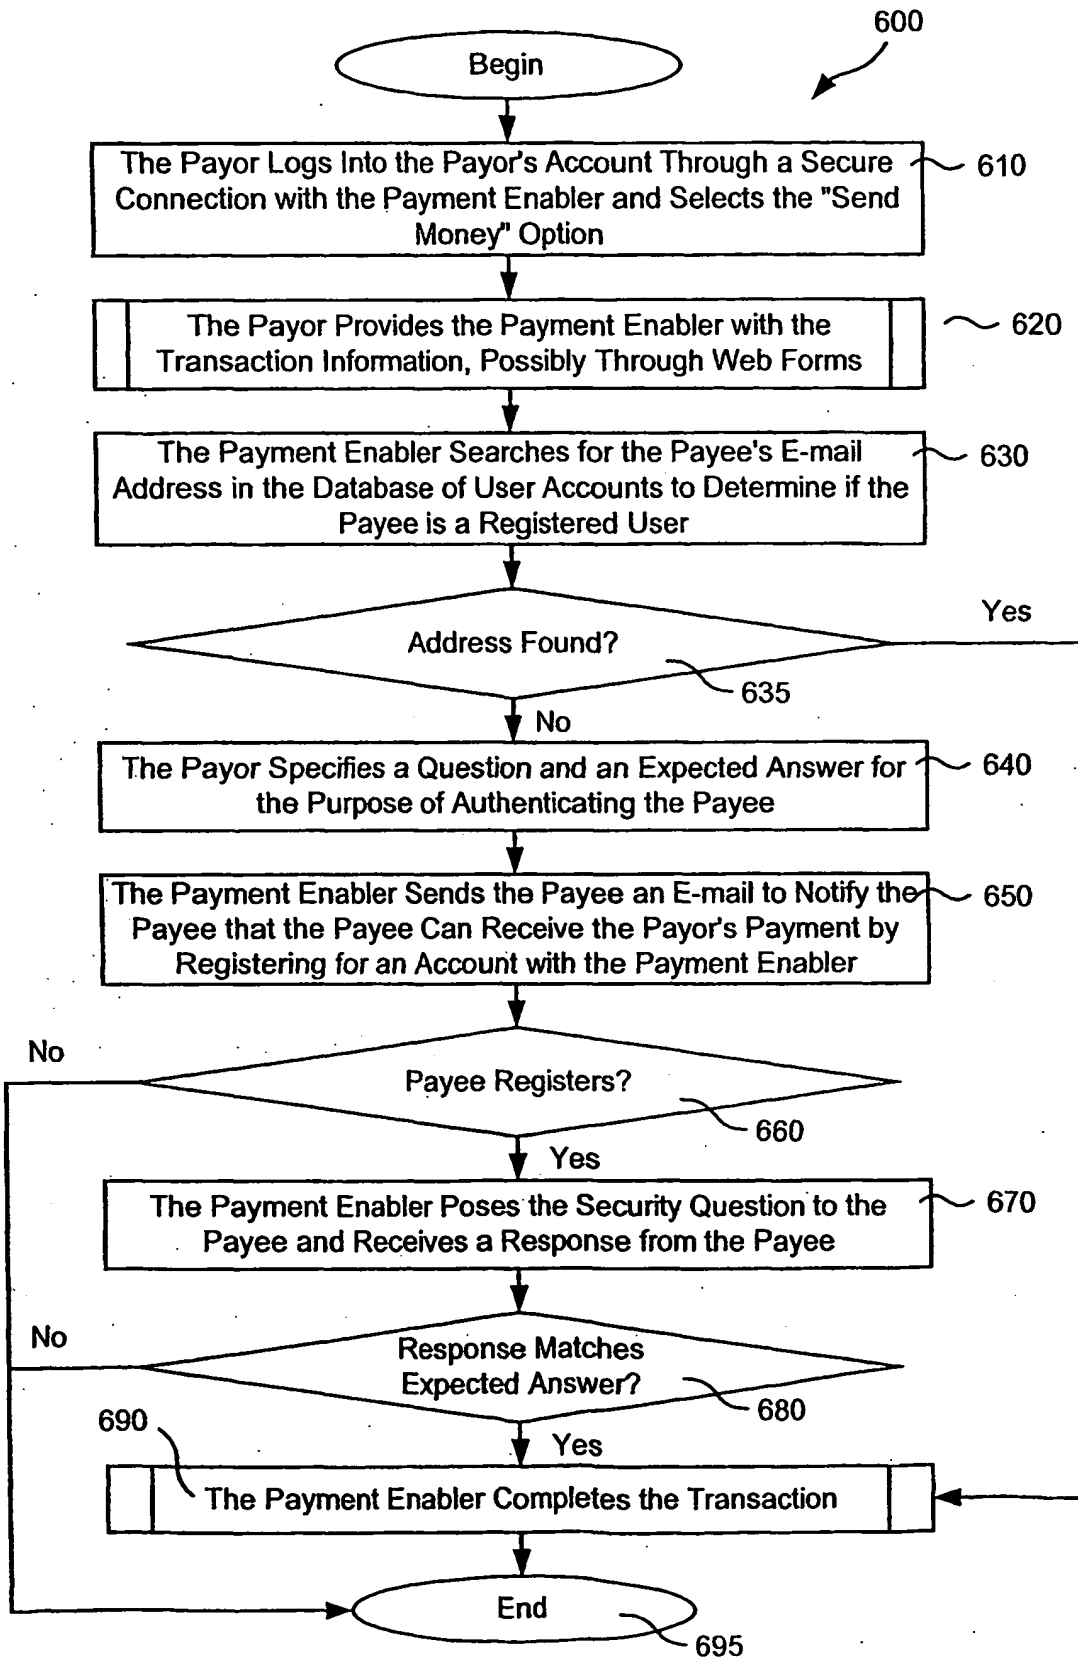 600
Begin
The Payor Logs Into the Payor's Account Through a Secure
Connection with the Payment Enabler and Selects the "Send
Money" Option
610
The Payor Provides the Payment Enabler with the
Transaction Information, Possibly Through Web Forms
620
The Payment Enabler Searches for the Payee's E-mail
Address in the Database of User Accounts to Determine if the
Payee is a Registered User
630
Address Found?
Yes
635
No
The Payor Specifies a Question and an Expected Answer for
the Purpose of Authenticating the Payee
640
The Payment Enabler Sends the Payee an E-mail to Notify the
Payee that the Payee Can Receive the Payor's Payment by
Registering for an Account with the Payment Enabler
650
No
Payee Registers?
660
Yes
The Payment Enabler Poses the Security Question to the
Payee and Receives a Response from the Payee
670
No
Response Matches
Expected Answer?
680
690
Yes
The Payment Enabler Completes the Transaction
End
695